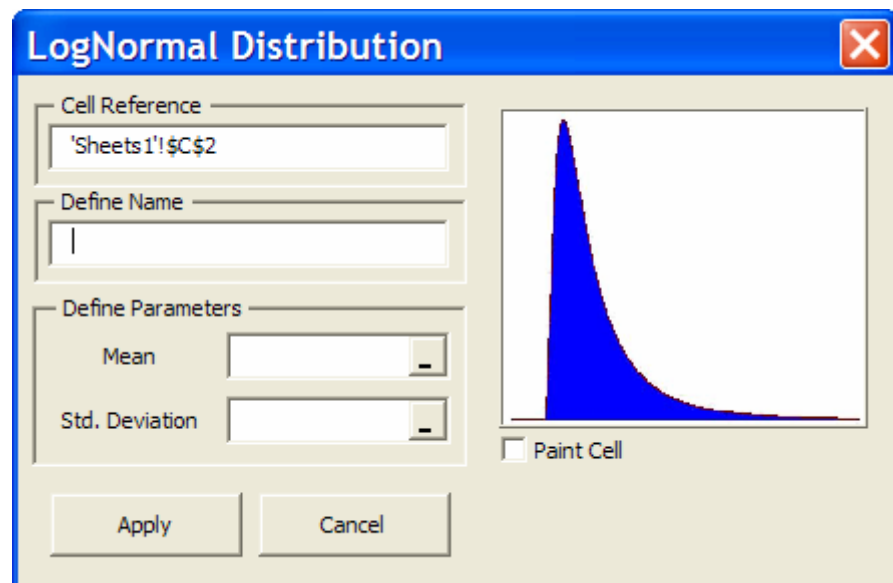 LogNormal Distribution
Cell Reference
'Sheets1'!$C$2
Define Name
Define Parameters
Mean
Std. Deviation
Paint Cell
Apply
Cancel